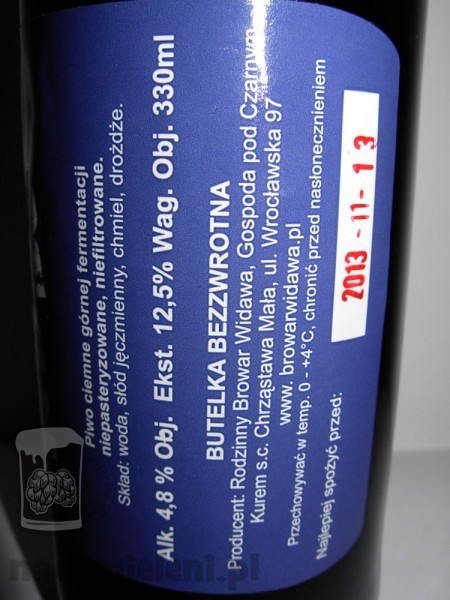 Piwo ciemne górnej fermentacji
niepasteryzowane, niefiltrowane.
Skład: woda, słód jęczmienny, chmiel, drożdże.
Alk. 4,8 % Obj. Ekst. 12,5% Wag. Obj. 330ml
BUTELKA BEZZWROTNA
Producent: Rodzinny Browar Widawa, Gospoda pod Czarnym
Kurem s.c. Chrząstawa Mała, ul. Wrocławska 97
www. browarwidawa.pl
Przechowywać w temp. 0 - +4°C, chronić przed nasłonecznieniem
Najlepiej spożyć przed:
2013 -11- 13